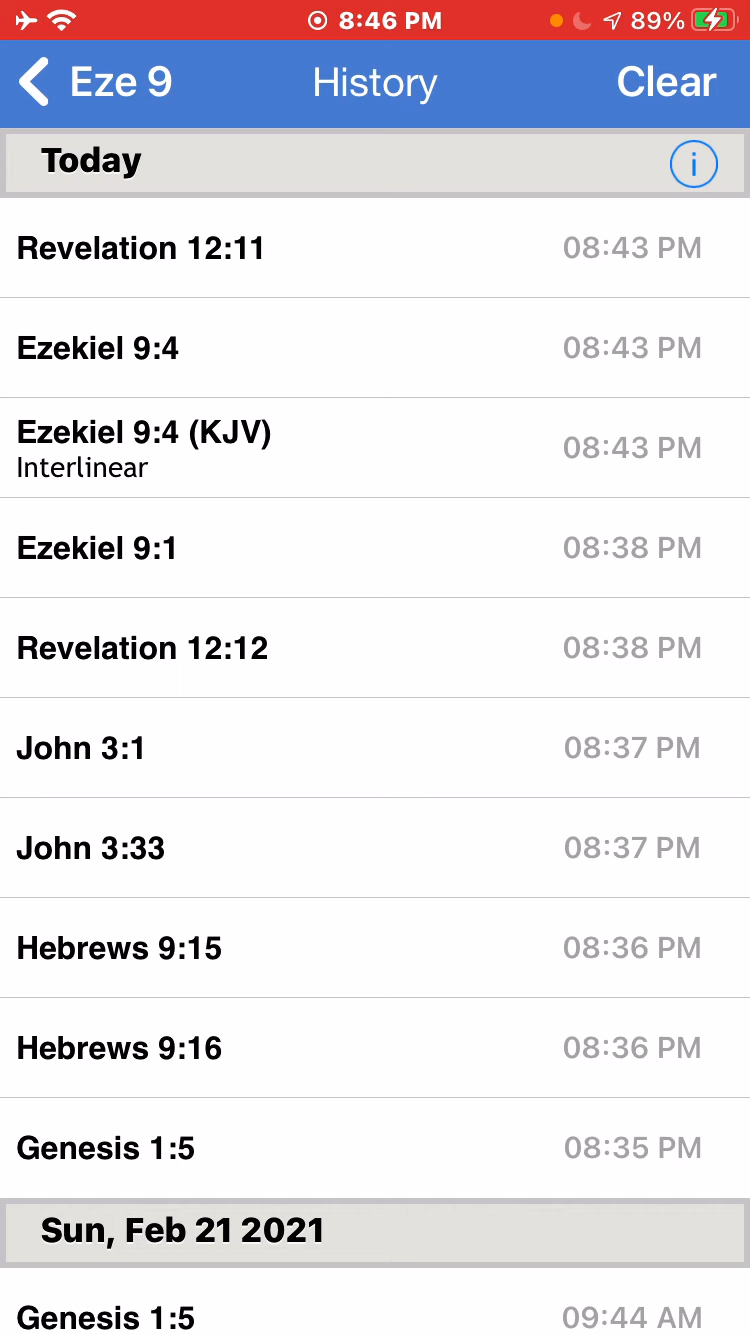 8:46 PM 89%
Eze 9 History Clear
Today
Revelation 12:11 08:43 PM
Ezekiel 9:4 08:43 PM
Ezekiel 9:4 (KJV) 08:43 PM
Interlinear
Ezekiel 9:1 08:38 PM
Revelation 12:12 08:38 PM
John 3:1 08:37 PM
John 3:33 08:37 PM
Hebrews 9:15 08:36 PM
Hebrews 9:16 08:36 PM
Genesis 1:5 08:35 PM
Sun, Feb 21 2021
Genesis 1:5 09:44 AM